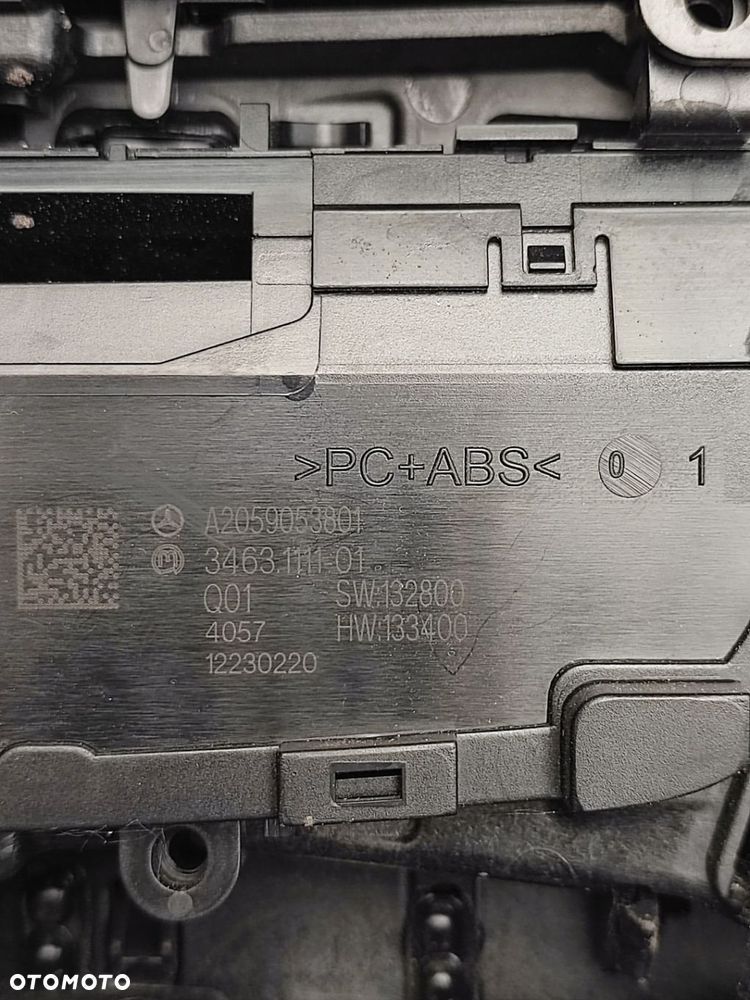 >PC+ABS< 0 1
A2059053801
3463.1111-01
Q01 SW:132800
4057 HW:133400
12230220
OTOMOTO